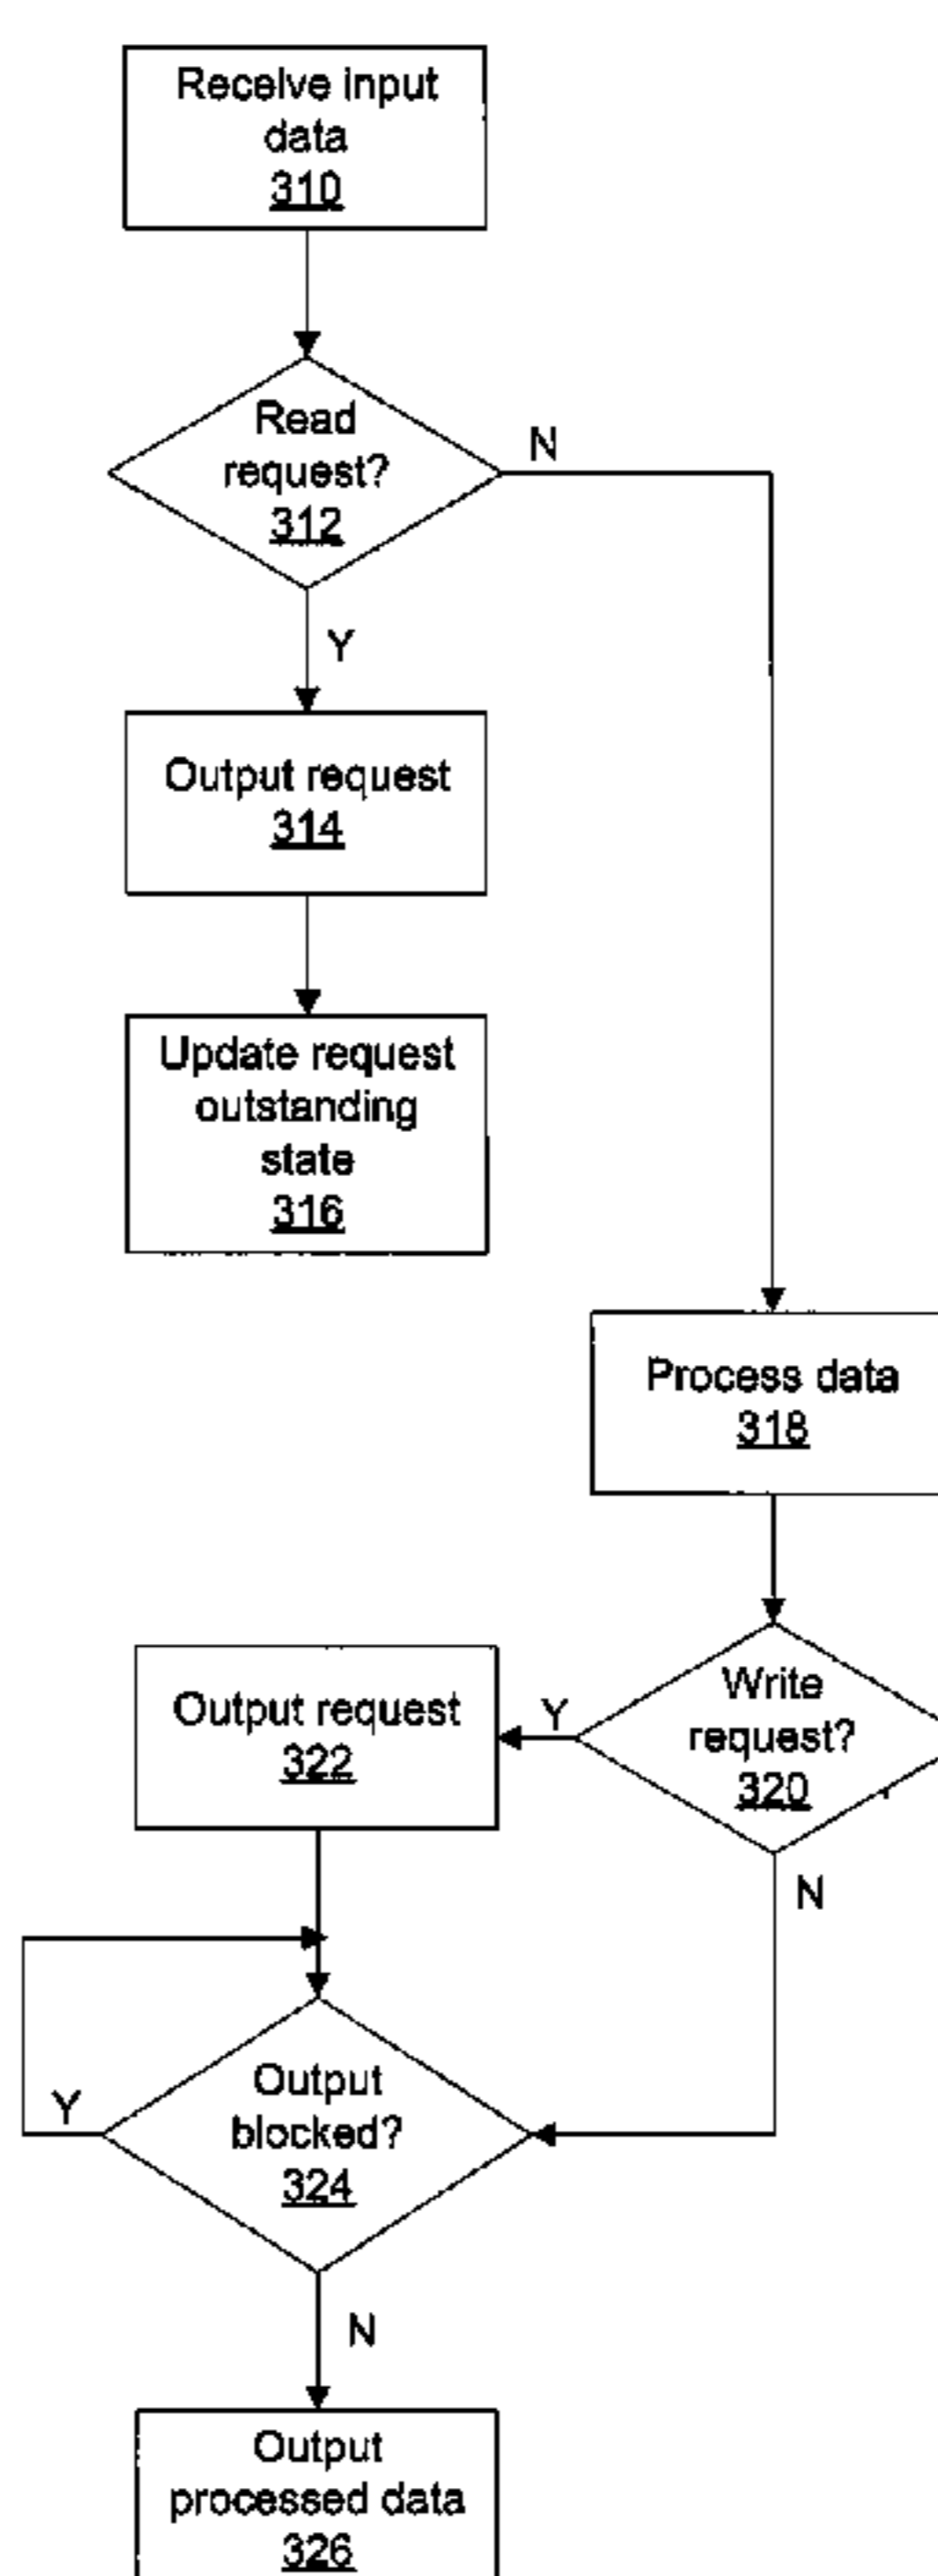 Receive input
data
310
Read
request?
312
N
Y
Output request
314
Update request
outstanding
state
316
Process data
318
Write
request?
320
Y
Output request
322
N
Output
blocked?
324
Y
N
Output
processed data
326